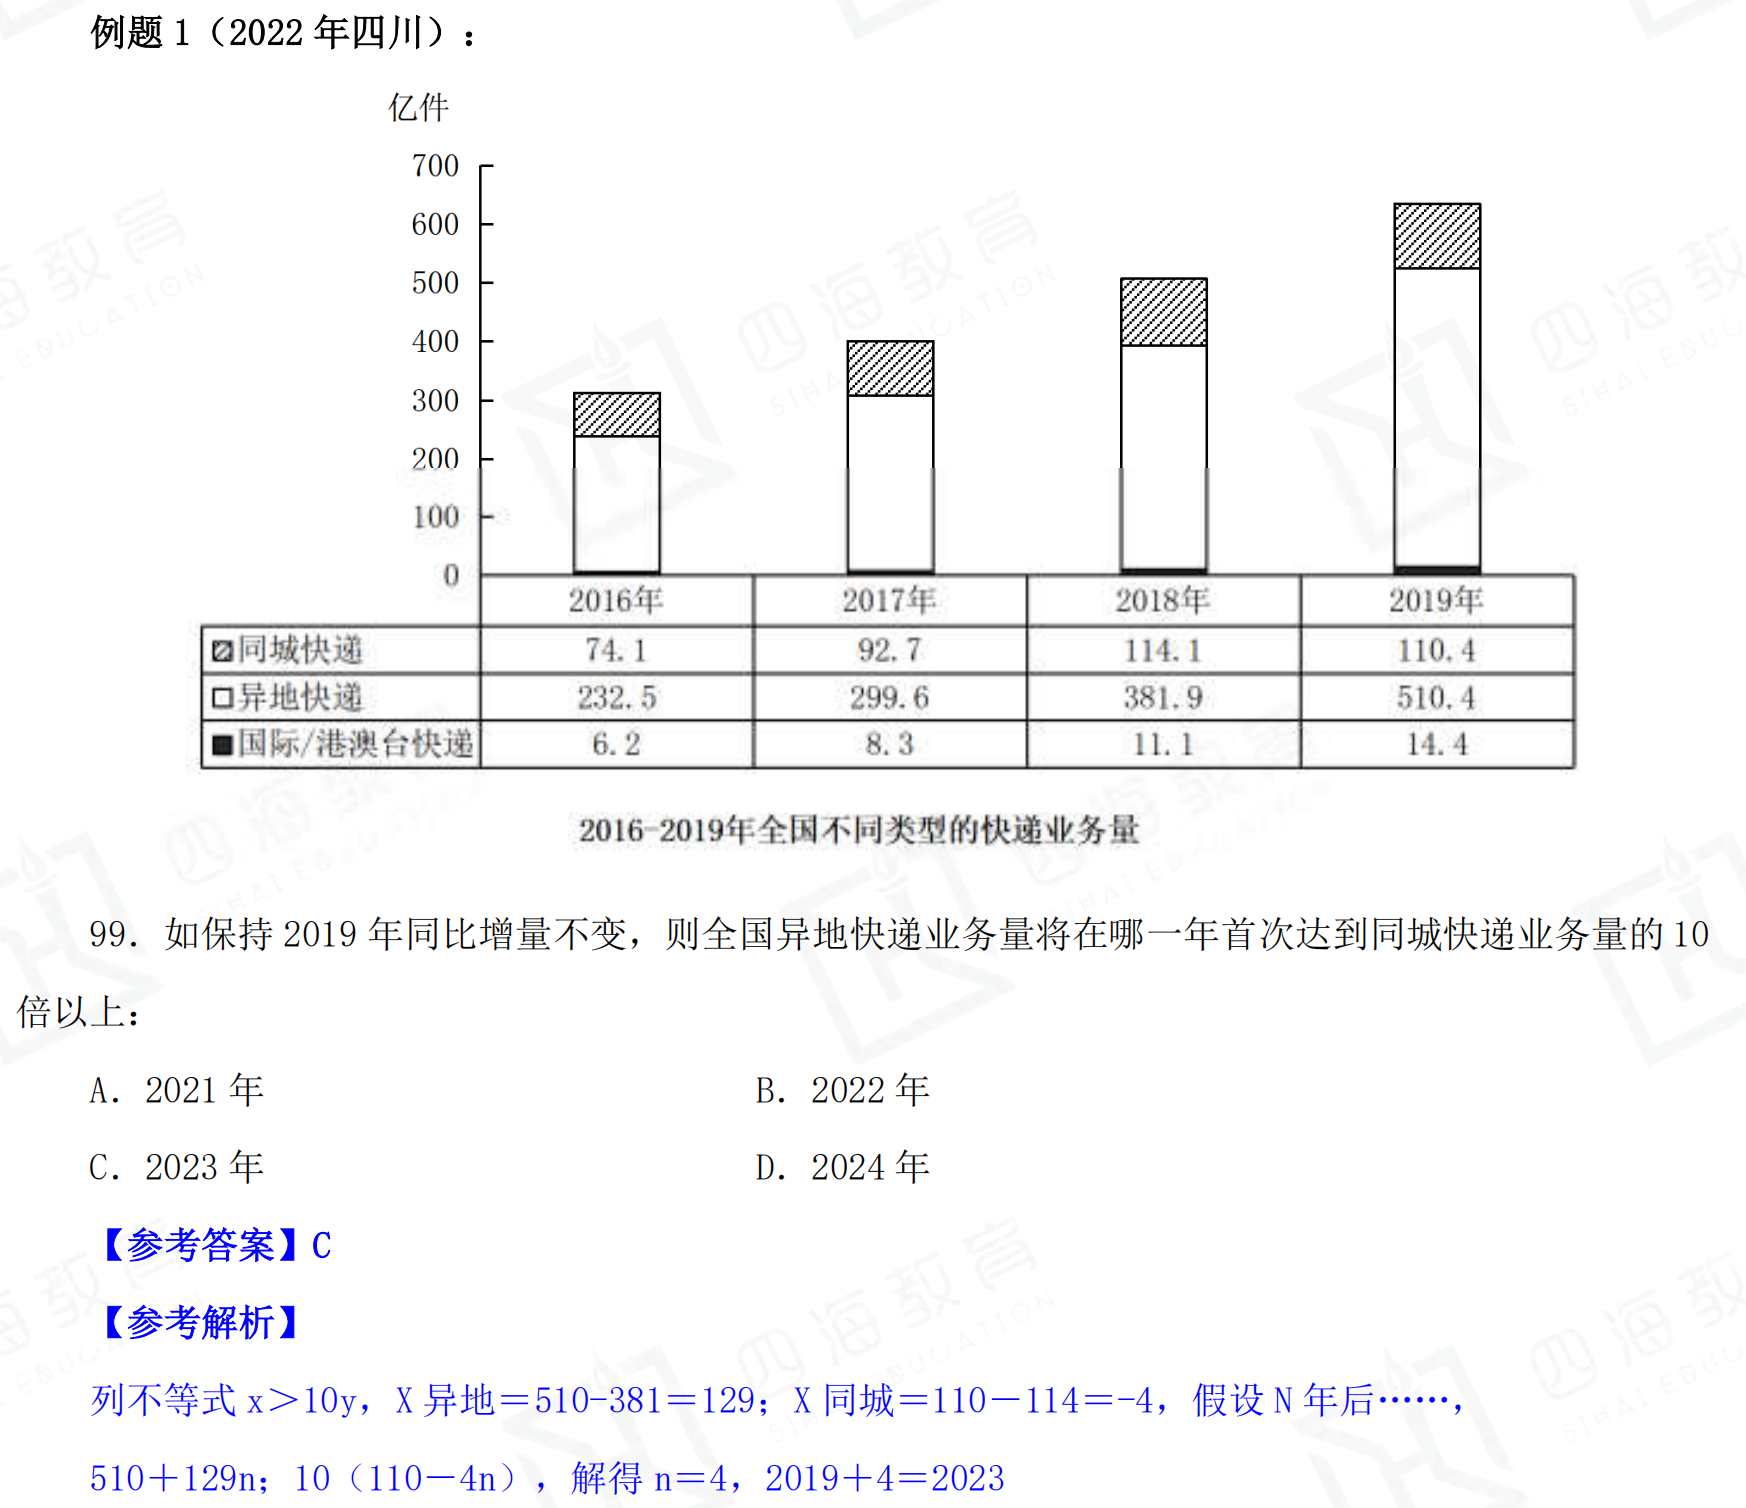 例题 1（2022 年四川）：
亿件
700
600
500
400
300
200
100
0
2016年 2017年 2018年 2019年
同城快递 74.1 92.7 114.1 110.4
异地快递 232.5 299.6 381.9 510.4
国际/港澳台快递 6.2 8.3 11.1 14.4
2016-2019年全国不同类型的快递业务量
99. 如保持 2019 年同比增量不变，则全国异地快递业务量将在哪一年首次达到同城快递业务量的 10
倍以上：
A. 2021 年 B. 2022 年
C. 2023 年 D. 2024 年
【参考答案】C
【参考解析】
列不等式 x＞10y，X 异地＝510-381＝129；X 同城＝110－114＝-4，假设 N 年后……，
510＋129n；10（110－4n），解得 n＝4，2019＋4＝2023
四海教育
SIHAI EDUCATION